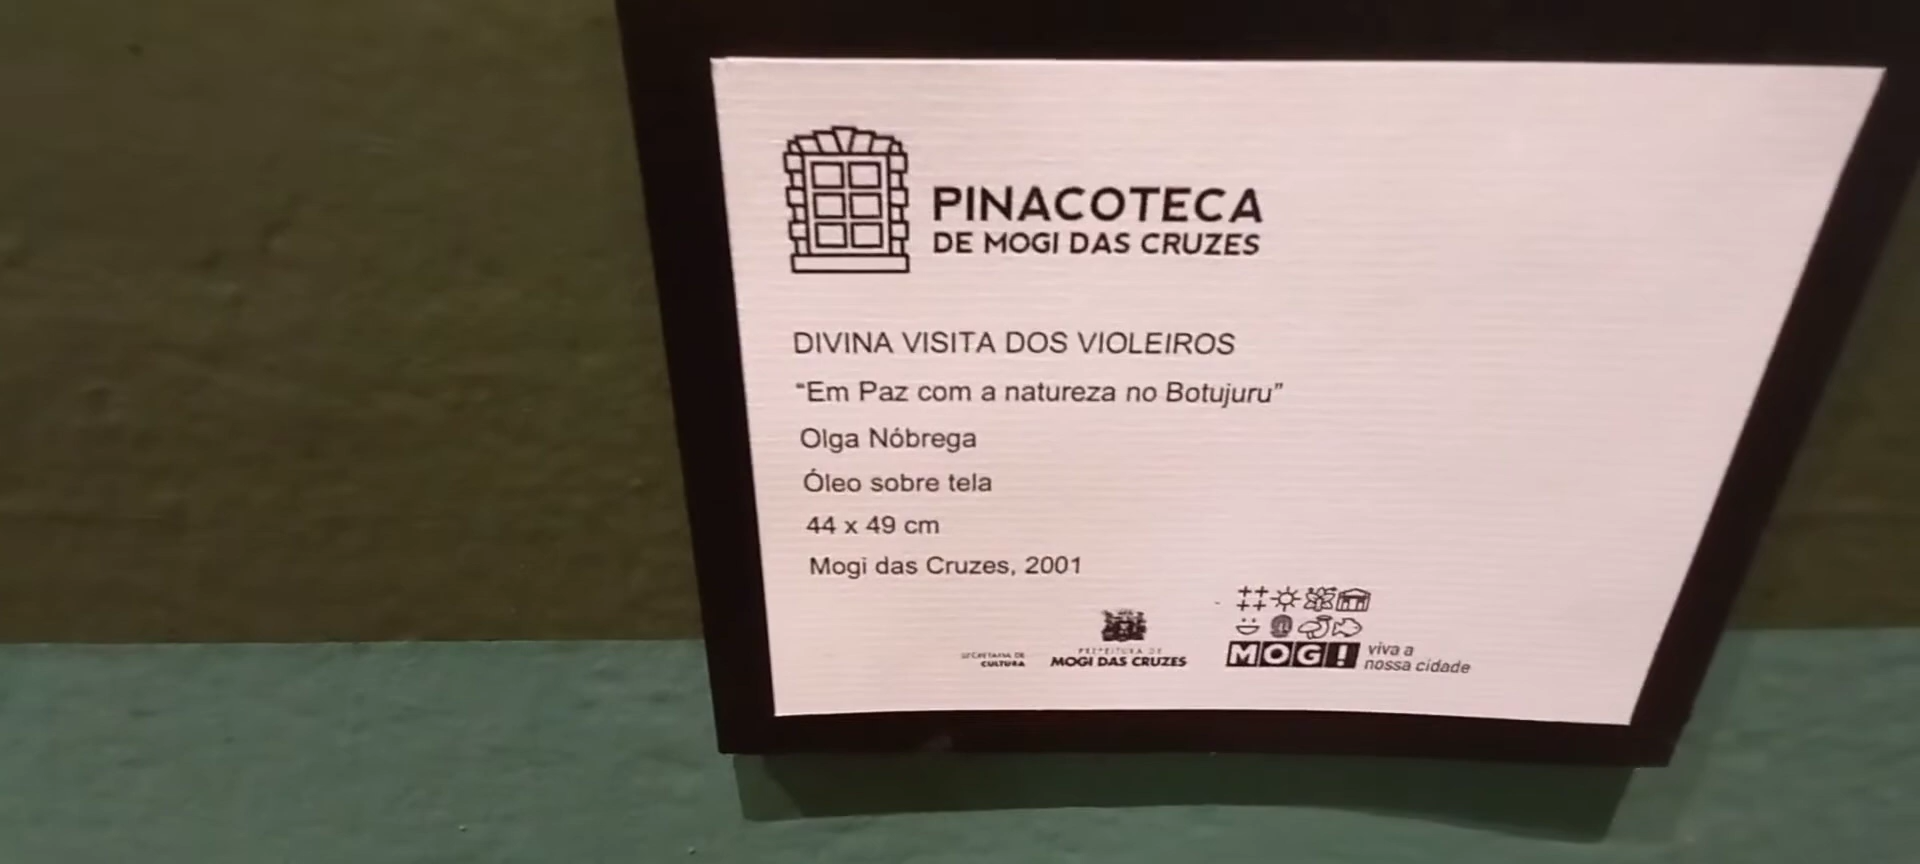 PINACOTECA
DE MOGI DAS CRUZES
DIVINA VISITA DOS VIOLEIROS
“Em Paz com a natureza no Botujuru”
Olga Nóbrega
Óleo sobre tela
44 x 49 cm
Mogi das Cruzes, 2001
SECRETARIA DE
CULTURA
PREFEITURA DE
MOGI DAS CRUZES
MOG!
viva a
nossa cidade